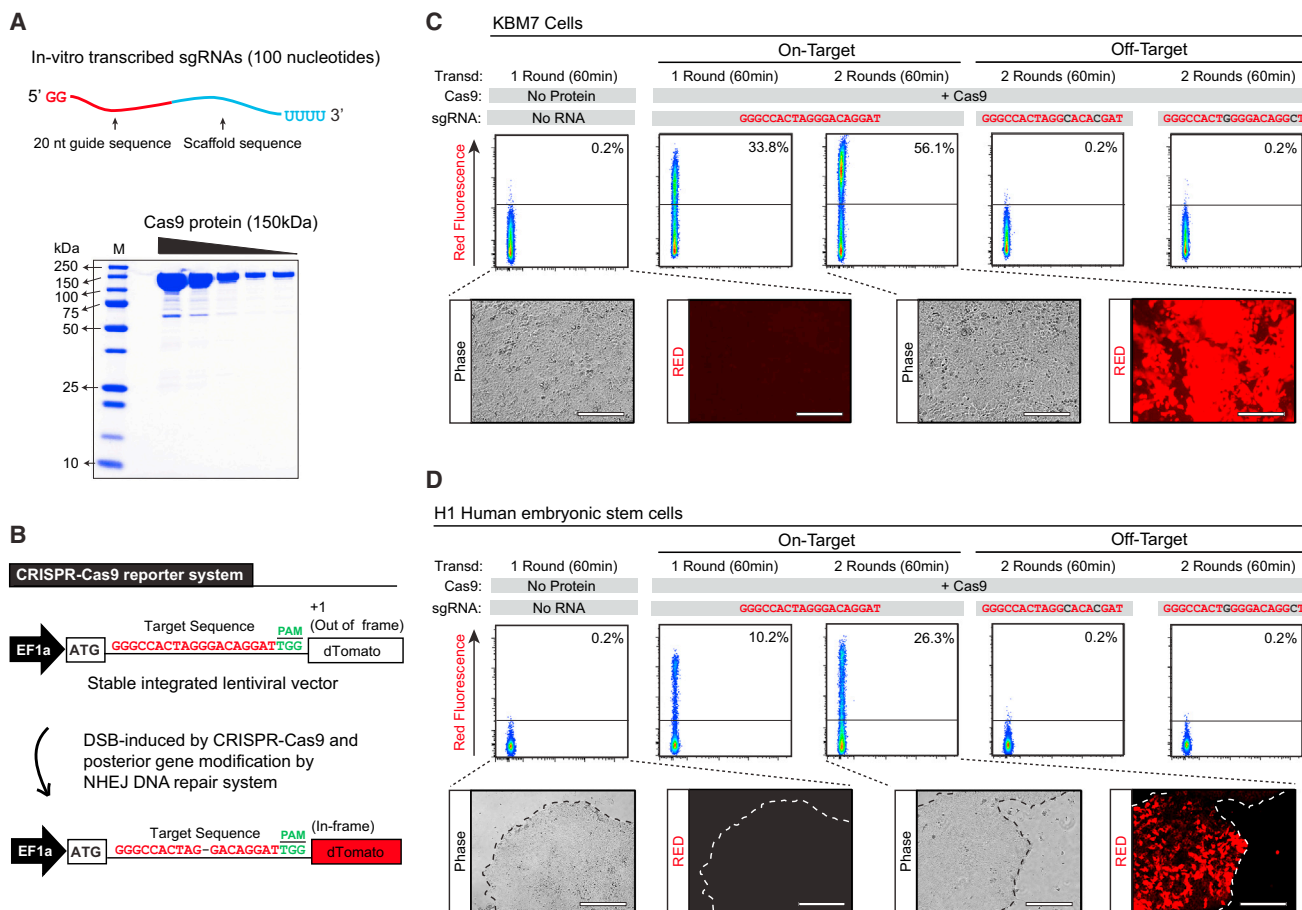 A
In-vitro transcribed sgRNAs (100 nucleotides)
5' GG
UUUU 3'
20 nt guide sequence
Scaffold sequence
Cas9 protein (150kDa)
kDa
M
250
150
100
75
50
25
10
B
CRISPR-Cas9 reporter system
+1
(Out of frame)
Target Sequence
PAM
EF1a
ATG
GGGCCACTAGGGACAGGATTGG
dTomato
Stable integrated lentiviral vector
DSB-induced by CRISPR-Cas9 and
posterior gene modification by
NHEJ DNA repair system
(In-frame)
Target Sequence
PAM
EF1a
ATG
GGGCCACTAG-GACAGGATTGG
dTomato
C
KBM7 Cells
On-Target
Off-Target
Transd:
1 Round (60min)
1 Round (60min)
2 Rounds (60min)
2 Rounds (60min)
2 Rounds (60min)
Cas9:
No Protein
+ Cas9
sgRNA:
No RNA
GGGCCACTAGGGACAGGAT
GGGCCACTAGGCACACGAT
GGGCCACTGGGGACAGGCT
Red Fluorescence
0.2%
33.8%
56.1%
0.2%
0.2%
Phase
RED
Phase
RED
D
H1 Human embryonic stem cells
On-Target
Off-Target
Transd:
1 Round (60min)
1 Round (60min)
2 Rounds (60min)
2 Rounds (60min)
2 Rounds (60min)
Cas9:
No Protein
+ Cas9
sgRNA:
No RNA
GGGCCACTAGGGACAGGAT
GGGCCACTAGGCACACGAT
GGGCCACTGGGGACAGGCT
Red Fluorescence
0.2%
10.2%
26.3%
0.2%
0.2%
Phase
RED
Phase
RED